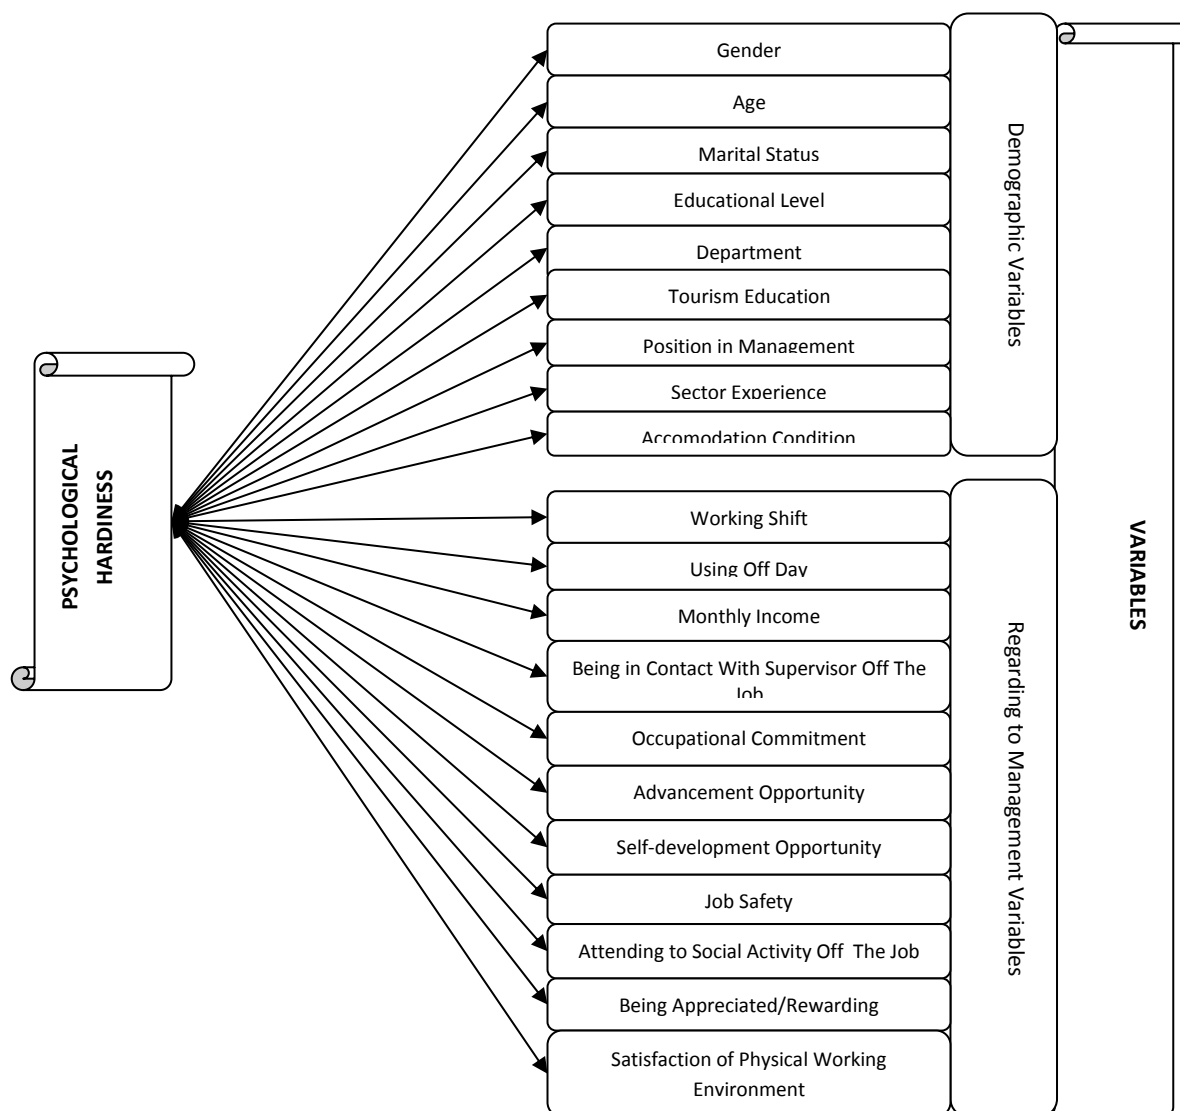 PSYCHOLOGICAL
HARDINESS
Gender
Age
Marital Status
Educational Level
Department
Tourism Education
Position in Management
Sector Experience
Accomodation Condition
Working Shift
Using Off Day
Monthly Income
Being in Contact With Supervisor Off The
Job
Occupational Commitment
Advancement Opportunity
Self-development Opportunity
Job Safety
Attending to Social Activity Off The Job
Being Appreciated/Rewarding
Satisfaction of Physical Working
Environment
Demographic Variables
Regarding to Management Variables
VARIABLES